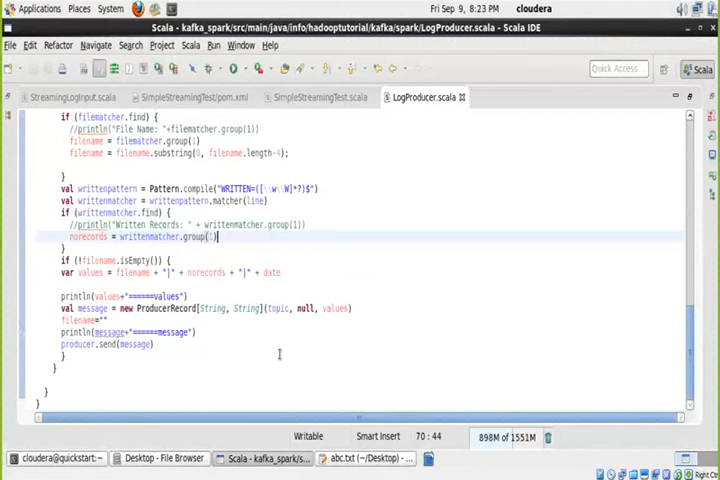 Applications Places System
Fri Sep 9, 8:23 PM cloudera
Scala - kafka_spark/src/main/java/info/hadooptutorial/kafka/spark/LogProducer.scala - Scala IDE
File Edit Refactor Navigate Search Project Scala Run Window Help
Quick Access
Scala
StreamingLogInput.scala SimpleStreamingTest/pom.xml SimpleStreamingTest.scala LogProducer.scala
if (filematcher.find) {
//println("File Name: "+filematcher.group(1))
filename = filematcher.group(1)
filename = filename.substring(0, filename.length-4);
}
val writtenpattern = Pattern.compile("WRITTEN=([\\w\\W]*?)$")
val writtenmatcher = writtenpattern.matcher(line)
if (writtenmatcher.find) {
//println("Written Records: " + writtenmatcher.group(1))
norecords = writtenmatcher.group(1)
}
if (!filename.isEmpty()) {
var values = filename + "|" + norecords + "|" + date
println(values+"======values")
val message = new ProducerRecord[String, String](topic, null, values)
filename=""
println(message+"======message")
producer.send(message)
}
}
}
}
Writable Smart Insert 70 : 44 898M of 1551M
cloudera@quickstart:~ Desktop - File Browser Scala - kafka_spark/s... abc.txt (~/Desktop) - ...
Right Ctr